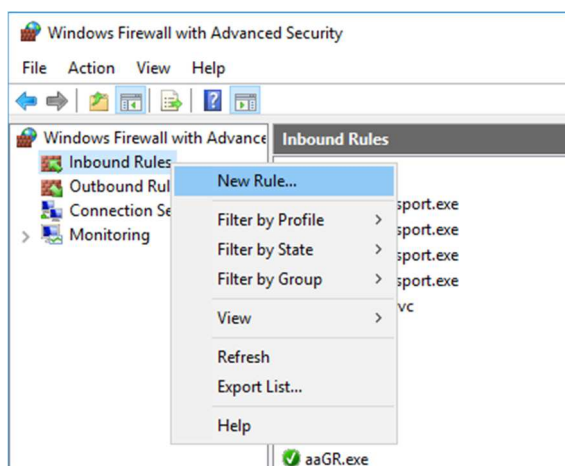 Windows Firewall with Advanced Security
File Action View Help
Windows Firewall with Advance
Inbound Rules
Inbound Rules
Outbound Rul
Connection Se
Monitoring
New Rule...
Filter by Profile
Filter by State
Filter by Group
View
Refresh
Export List...
Help
sport.exe
sport.exe
sport.exe
sport.exe
vc
aaGR.exe